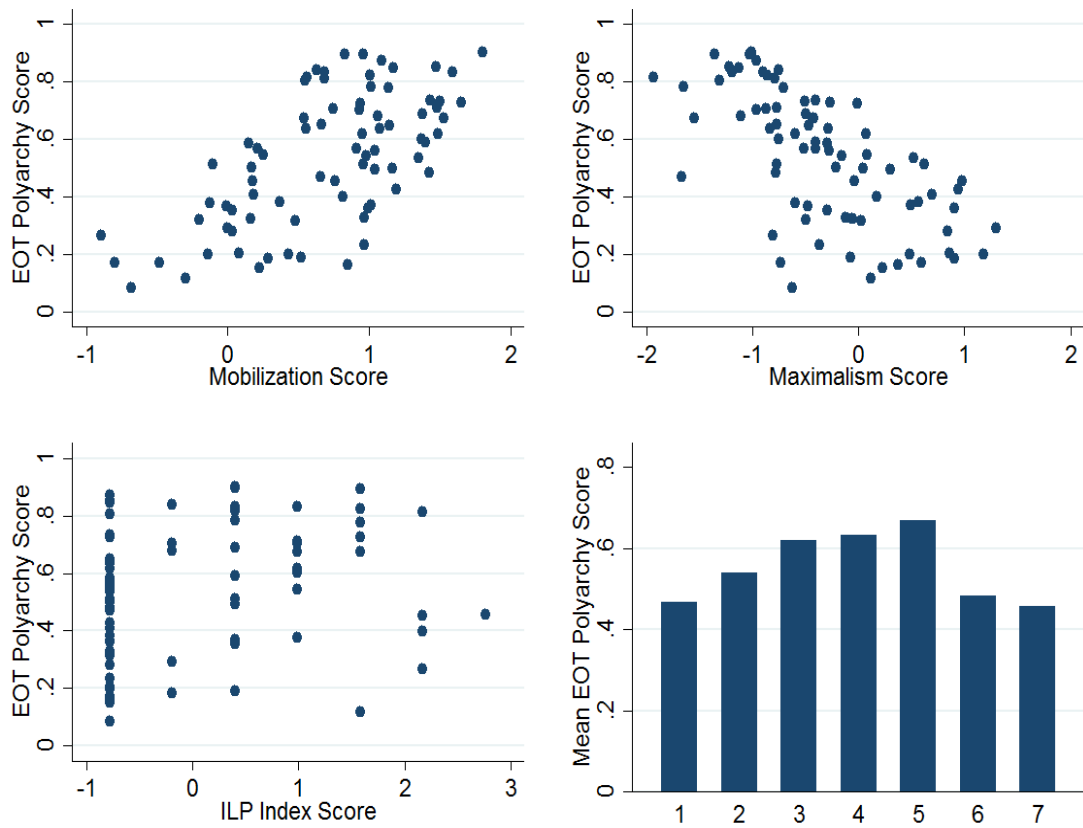 EOT Polyarchy Score
0 .2 .4 .6 .8 1
-1 0 1 2
Mobilization Score
EOT Polyarchy Score
0 .2 .4 .6 .8 1
-2 -1 0 1 2
Maximalism Score
EOT Polyarchy Score
0 .2 .4 .6 .8 1
-1 0 1 2 3
ILP Index Score
Mean EOT Polyarchy Score
0 .2 .4 .6 .8
1 2 3 4 5 6 7